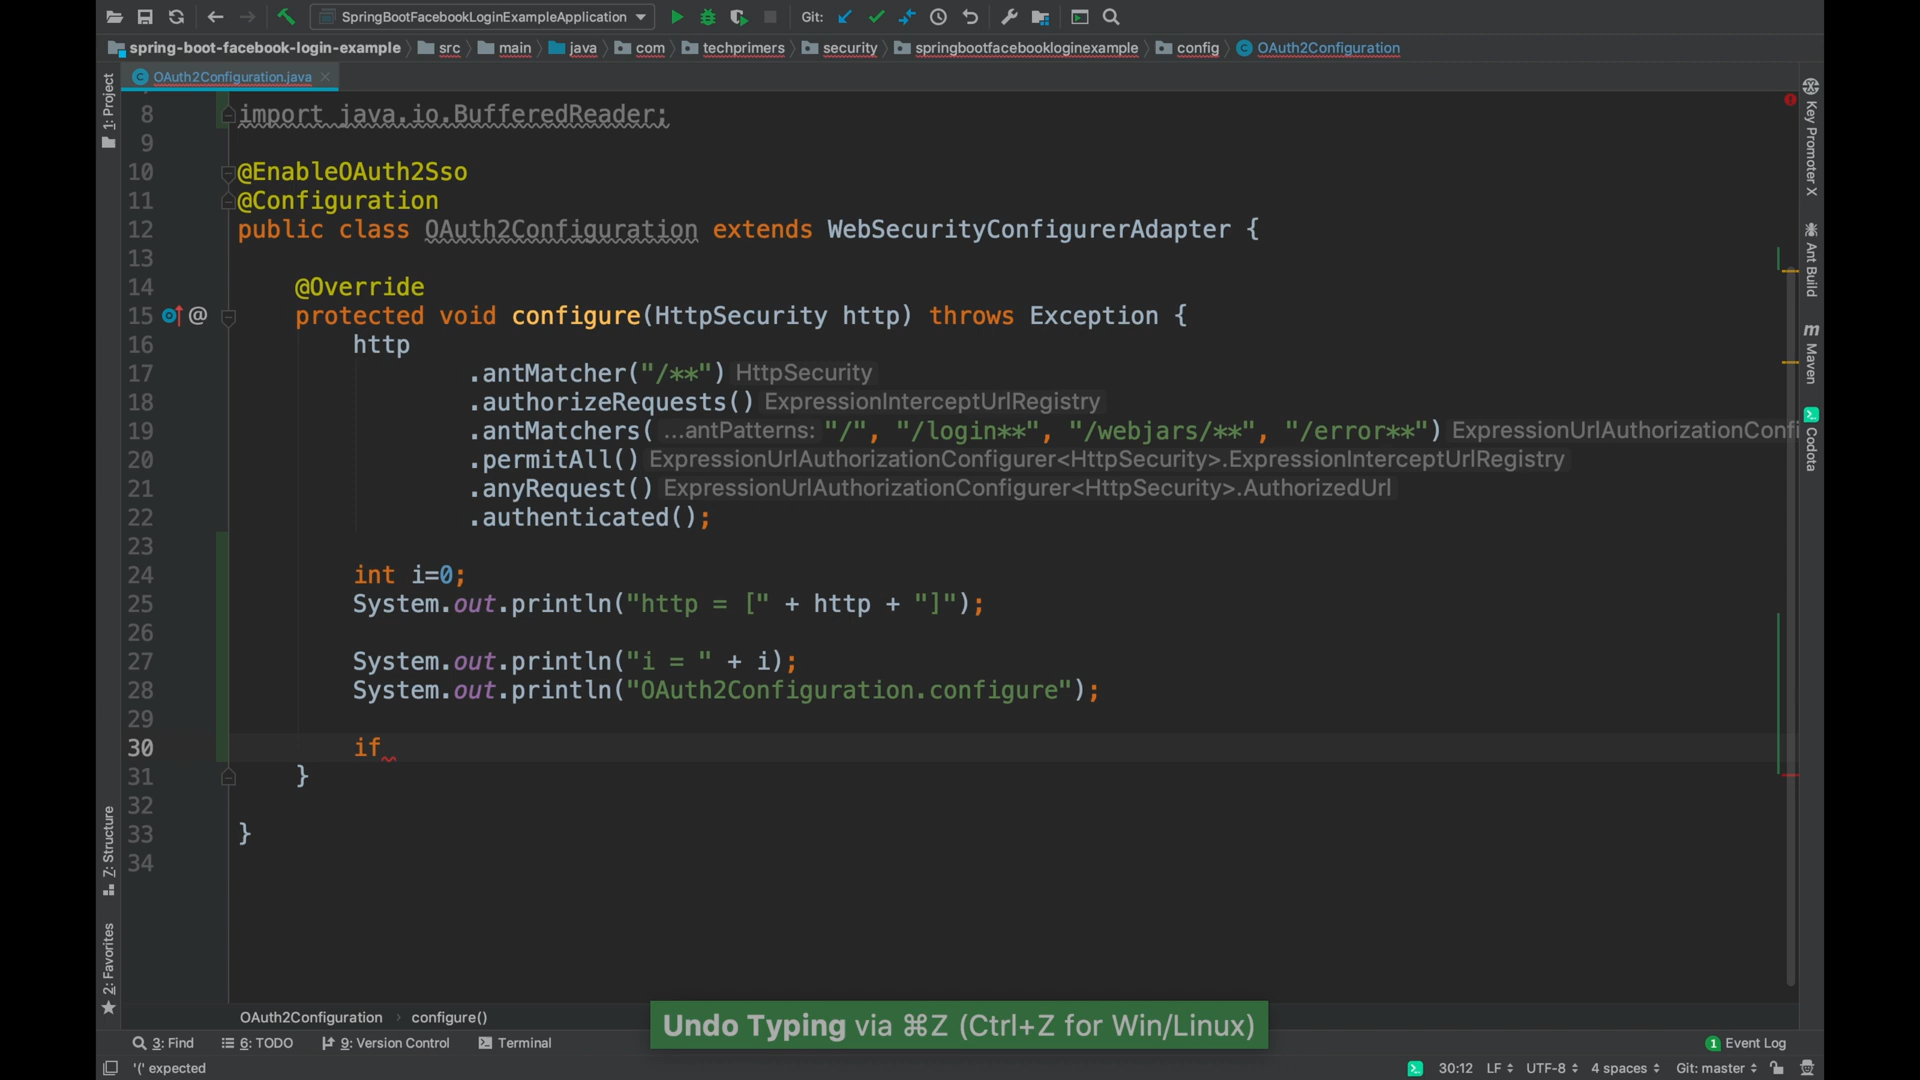 SpringBootFacebookLoginExampleApplication Git:
spring-boot-facebook-login-example src main java com techprimers security springbootfacebookloginexample config OAuth2Configuration
OAuth2Configuration.java
1: Project
8 import java.io.BufferedReader;
9
10 @EnableOAuth2Sso
11 @Configuration
12 public class OAuth2Configuration extends WebSecurityConfigurerAdapter {
13
14 @Override
15 @ protected void configure(HttpSecurity http) throws Exception {
16 http
17 .antMatcher("/**") HttpSecurity
18 .authorizeRequests() ExpressionInterceptUrlRegistry
19 .antMatchers( ...antPatterns: "/", "/login**", "/webjars/**", "/error**") ExpressionUrlAuthorizationConfi
20 .permitAll() ExpressionUrlAuthorizationConfigurer<HttpSecurity>.ExpressionInterceptUrlRegistry
21 .anyRequest() ExpressionUrlAuthorizationConfigurer<HttpSecurity>.AuthorizedUrl
22 .authenticated();
23
24 int i=0;
25 System.out.println("http = [" + http + "]");
26
27 System.out.println("i = " + i);
28 System.out.println("OAuth2Configuration.configure");
29
30 if
31 }
32
33 }
34
Z: Structure
2: Favorites
Key Promoter X
Ant Build
m Maven
Codota
OAuth2Configuration › configure()
Undo Typing via ⌘Z (Ctrl+Z for Win/Linux)
3: Find 6: TODO 9: Version Control Terminal 1 Event Log
'(' expected 30:12 LF UTF-8 4 spaces Git: master